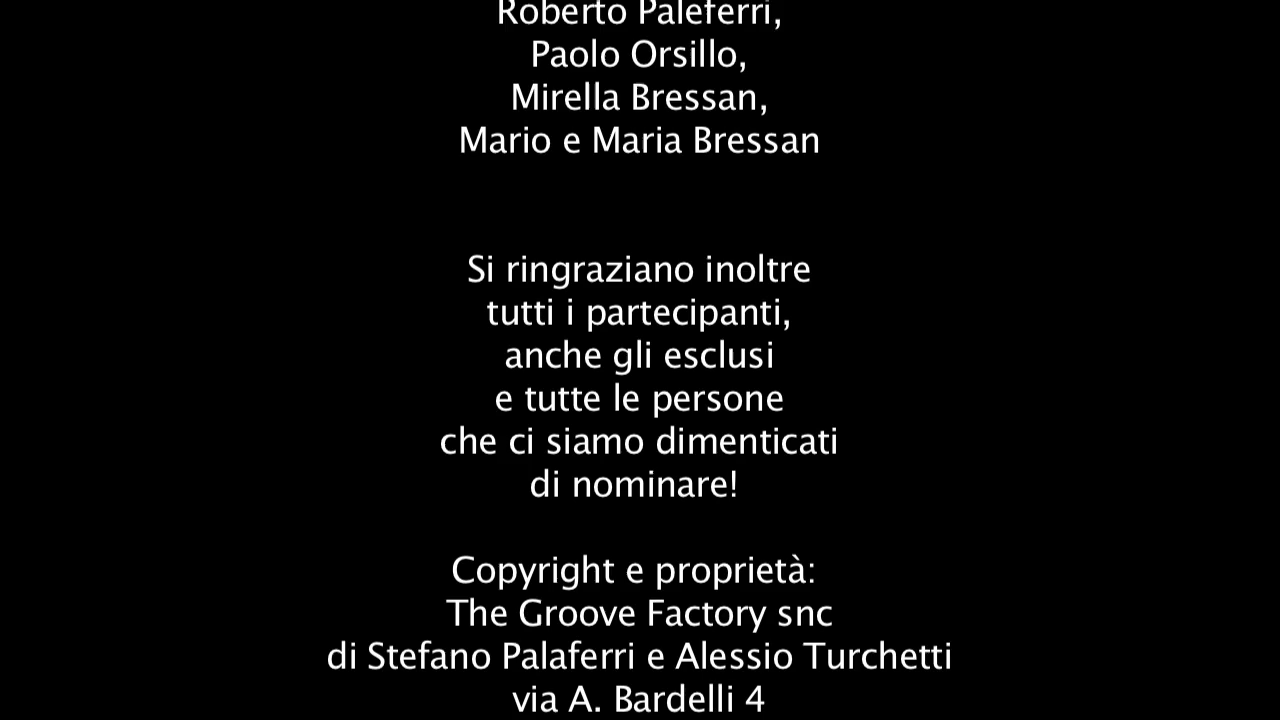 Roberto Paleferri,
Paolo Orsillo,
Mirella Bressan,
Mario e Maria Bressan
Si ringraziano inoltre
tutti i partecipanti,
anche gli esclusi
e tutte le persone
che ci siamo dimenticati
di nominare!
Copyright e proprietà:
The Groove Factory snc
di Stefano Palaferri e Alessio Turchetti
via A. Bardelli 4